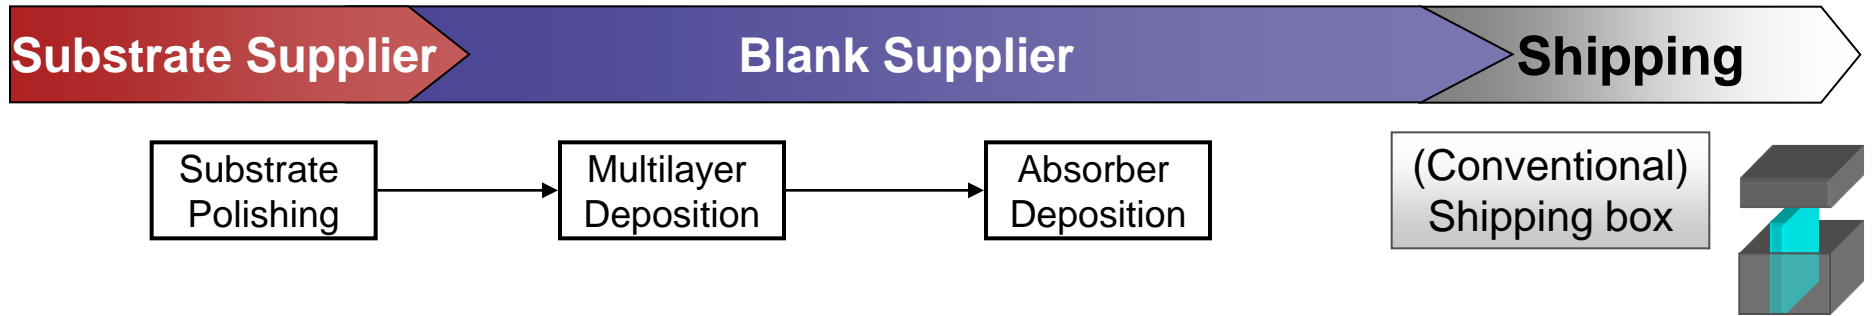 Substrate Supplier
Blank Supplier
Shipping
Substrate
Polishing
Multilayer
Deposition
Absorber
Deposition
(Conventional)
Shipping box